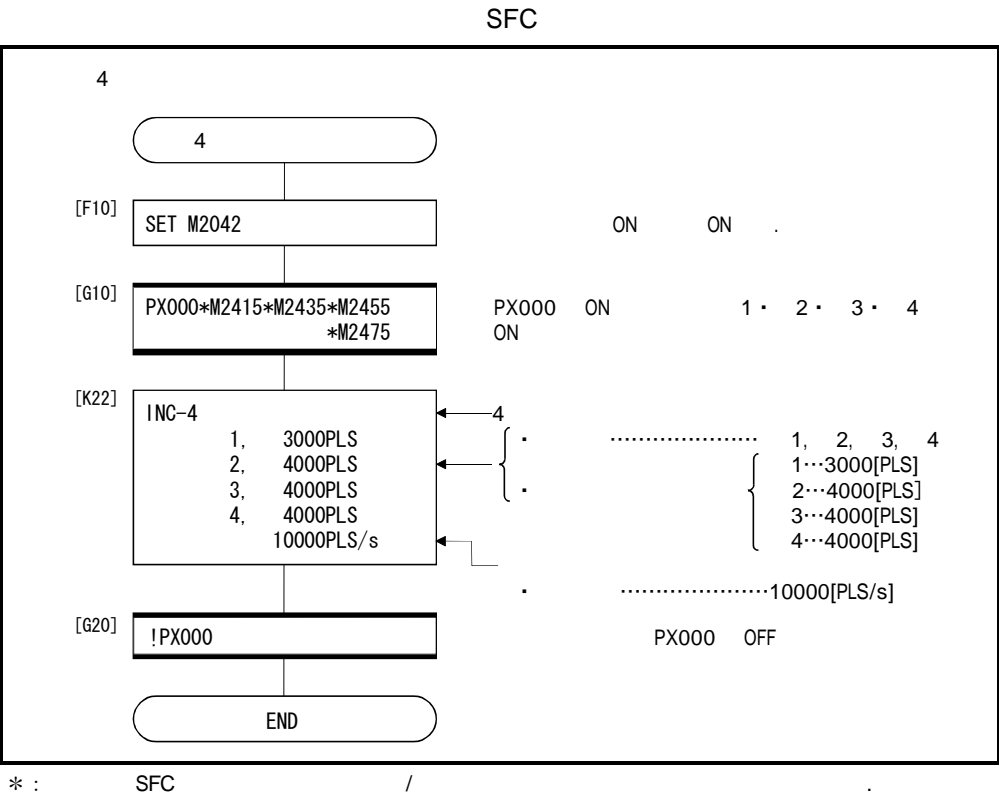 SFC
4
4
[F10]
SET M2042
ON ON .
[G10]
PX000*M2415*M2435*M2455
*M2475
PX000 ON 1・ 2・ 3・ 4
ON
[K22]
INC-4
4
1, 3000PLS
・ ………………… 1, 2, 3, 4
2, 4000PLS
1…3000[PLS]
3, 4000PLS
・ 2…4000[PLS]
4, 4000PLS
3…4000[PLS]
10000PLS/s
4…4000[PLS]
・ …………………10000[PLS/s]
[G20]
!PX000
PX000 OFF
END
* : SFC / .